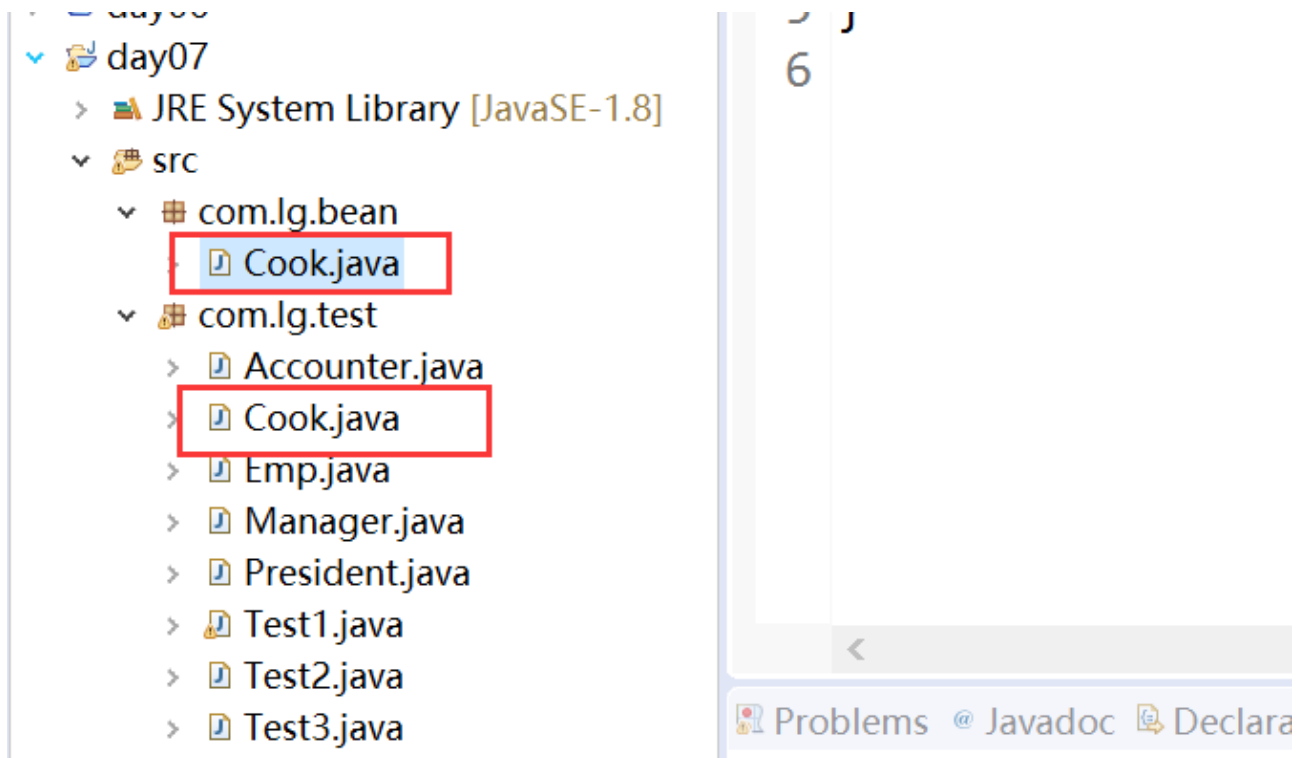 day07
6
JRE System Library [JavaSE-1.8]
src
com.lg.bean
Cook.java
com.lg.test
Accounter.java
Cook.java
Emp.java
Manager.java
President.java
Test1.java
Test2.java
Test3.java
Problems @ Javadoc Declara